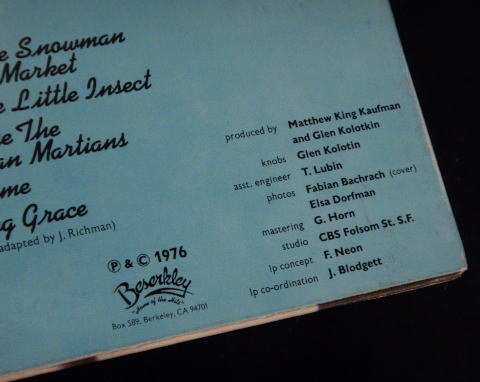 e Snowman
Market
e Little Insect
e The
an Martians
me
g Grace
adapted by J. Richman)
produced by Matthew King Kaufman
and Glen Kolotkin
knobs Glen Kolotin
asst. engineer T. Lubin
photos Fabian Bachrach (cover)
Elsa Dorfman
mastering G. Horn
studio CBS Folsom St. S.F.
lp concept F. Neon
lp co-ordination J. Blodgett
Ⓟ & © 1976
Beserkley
"Home of the Hits"
Box 589, Berkeley, CA 94701